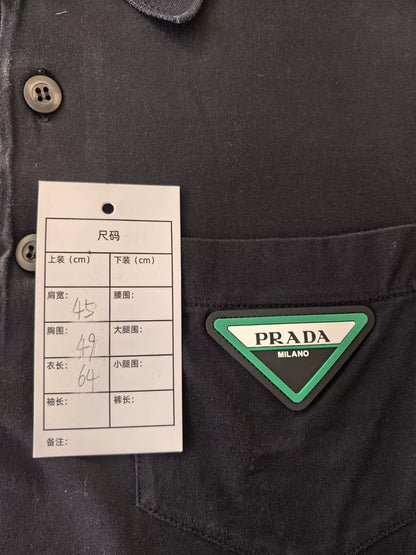 尺码
上装（cm） 下装（cm）
肩宽： 45 腰围：
胸围： 49 大腿围：
衣长： 64 小腿围：
袖长： 裤长：
备注：
PRADA
MILANO